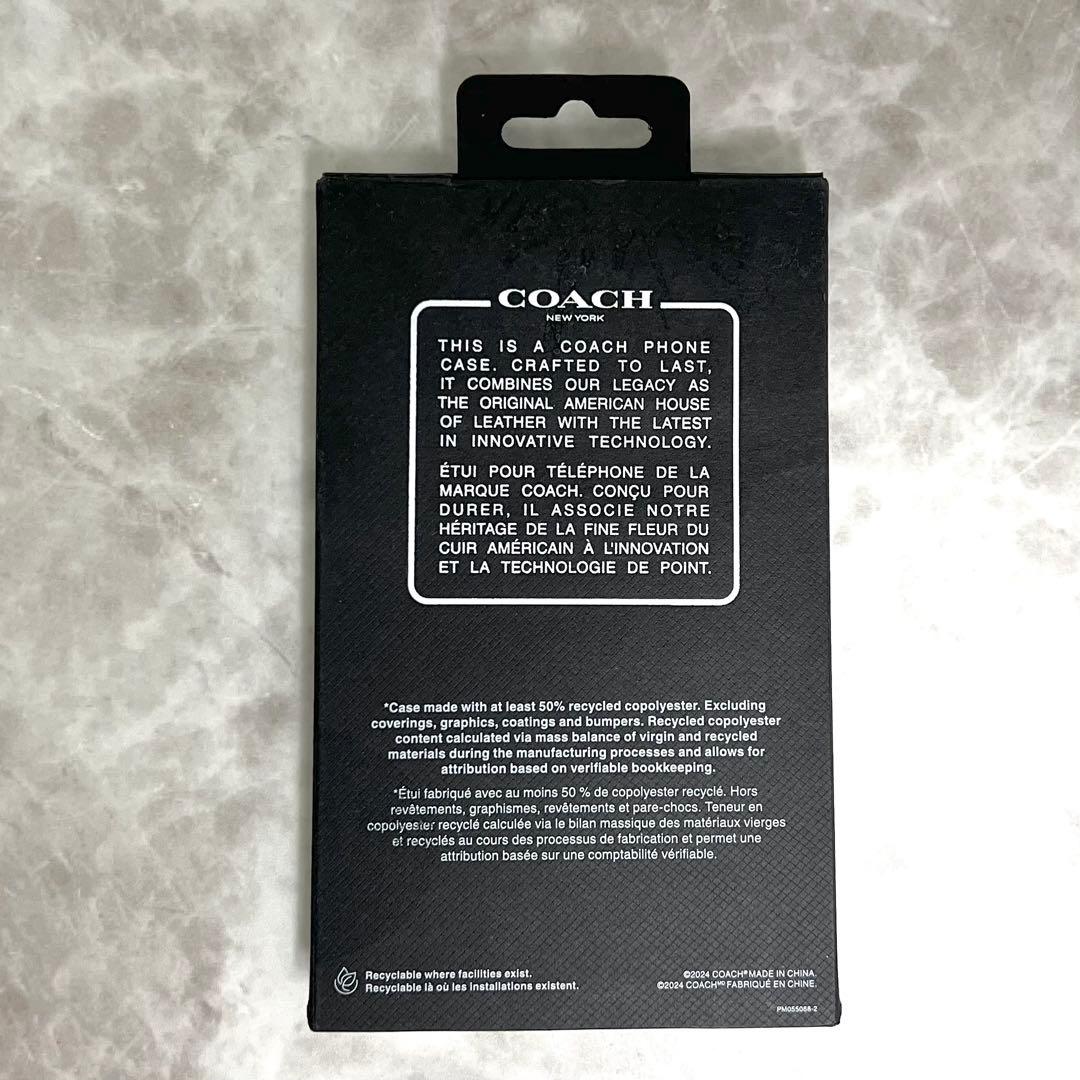 COACH
NEW YORK
THIS IS A COACH PHONE
CASE. CRAFTED TO LAST,
IT COMBINES OUR LEGACY AS
THE ORIGINAL AMERICAN HOUSE
OF LEATHER WITH THE LATEST
IN INNOVATIVE TECHNOLOGY.
ÉTUI POUR TÉLÉPHONE DE LA
MARQUE COACH. CONÇU POUR
DURER, IL ASSOCIE NOTRE
HÉRITAGE DE LA FINE FLEUR DU
CUIR AMÉRICAIN À L'INNOVATION
ET LA TECHNOLOGIE DE POINT.
*Case made with at least 50% recycled copolyester. Excluding
coverings, graphics, coatings and bumpers. Recycled copolyester
content calculated via mass balance of virgin and recycled
materials during the manufacturing processes and allows for
attribution based on verifiable bookkeeping.
*Étui fabriqué avec au moins 50 % de copolyester recyclé. Hors
revêtements, graphismes, revêtements et pare-chocs. Teneur en
copolyester recyclé calculée via le bilan massique des matériaux vierges
et recyclés au cours des processus de fabrication et permet une
attribution basée sur une comptabilité vérifiable.
Recyclable where facilities exist.
Recyclable là où les installations existent.
©2024 COACH® MADE IN CHINA.
©2024 COACHᴹᴰ FABRIQUÉ EN CHINE.
PM055088-2